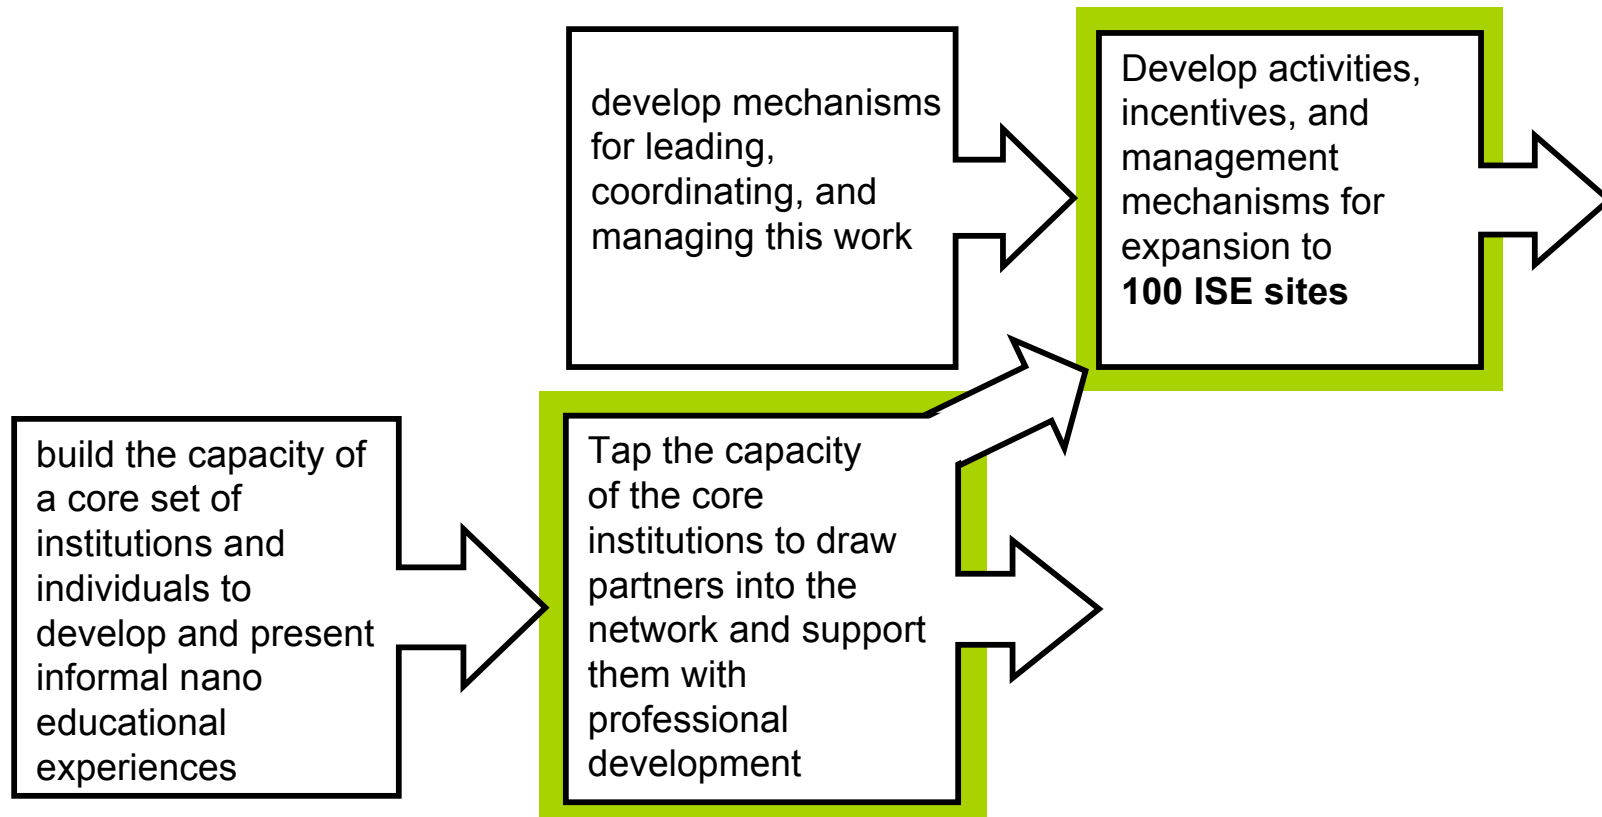 develop mechanisms
for leading,
coordinating, and
managing this work
Develop activities,
incentives, and
management
mechanisms for
expansion to
100 ISE sites
build the capacity of
a core set of
institutions and
individuals to
develop and present
informal nano
educational
experiences
Tap the capacity
of the core
institutions to draw
partners into the
network and support
them with
professional
development